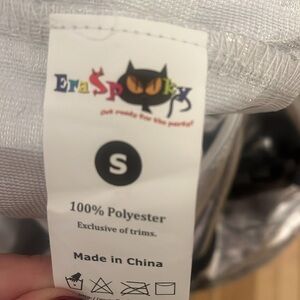 EraSpooky
Get ready for the party!
S
100% Polyester
Exclusive of trims.
Made in China